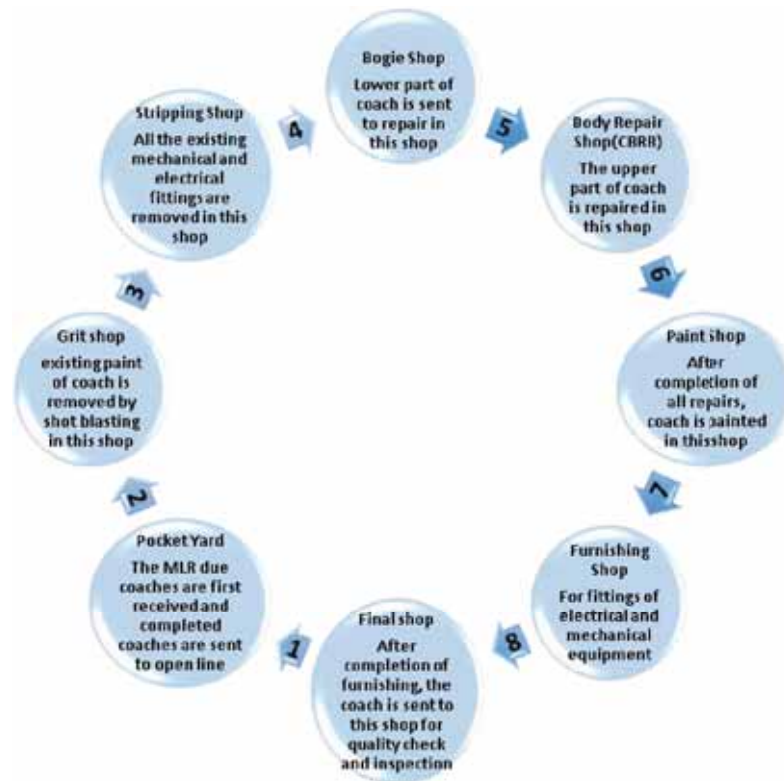 Bogie Shop
Lower part of
coach is sent
to repair in
this shop
5
Body Repair
Shop(CBRB)
The upper
part of coach
is repaired in
this shop
6
Paint Shop
After
completion of
all repairs,
coach is painted
in thisshop
7
Furnishing
Shop
For fittings of
electrical and
mechanical
equipment
8
Final shop
After
completion of
furnishing, the
coach is sent to
this shop for
quality check
and inspection
1
Pocket Yard
The MLR due
coaches are first
received and
completed
coaches are sent
to open line
2
Grit shop
existing paint
of coach is
removed by
shot blasting
in this shop
3
Stripping Shop
All the existing
mechanical and
electrical
fittings are
removed in this
shop
4